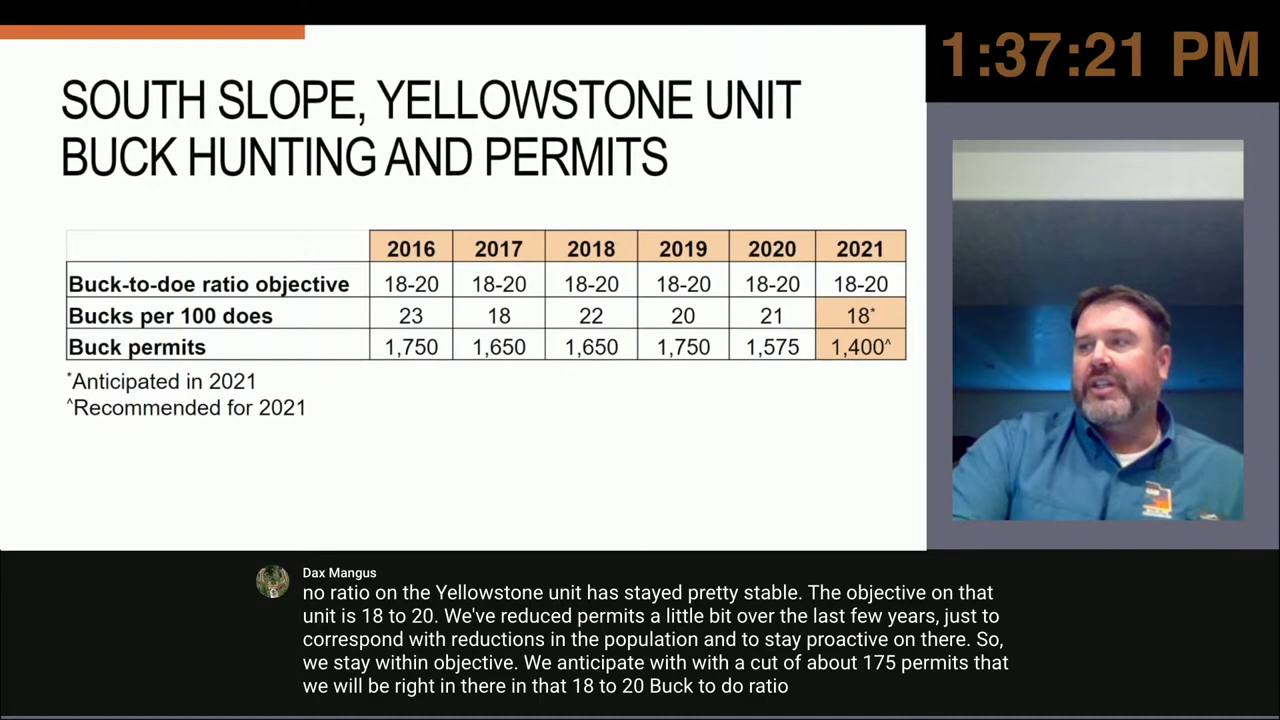 1:37:21 PM
SOUTH SLOPE, YELLOWSTONE UNIT
BUCK HUNTING AND PERMITS
2016 2017 2018 2019 2020 2021
Buck-to-doe ratio objective 18-20 18-20 18-20 18-20 18-20 18-20
Bucks per 100 does 23 18 22 20 21 18*
Buck permits 1,750 1,650 1,650 1,750 1,575 1,400^
*Anticipated in 2021
^Recommended for 2021
Dax Mangus
no ratio on the Yellowstone unit has stayed pretty stable. The objective on that
unit is 18 to 20. We've reduced permits a little bit over the last few years, just to
correspond with reductions in the population and to stay proactive on there. So,
we stay within objective. We anticipate with with a cut of about 175 permits that
we will be right in there in that 18 to 20 Buck to do ratio